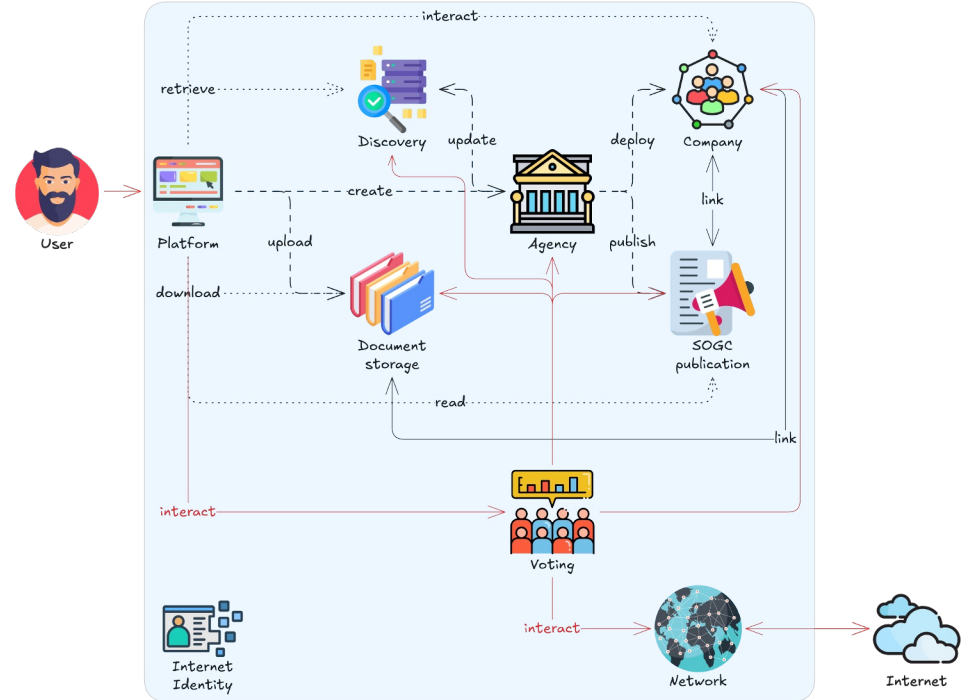 interact
retrieve
Discovery
update
deploy
Company
create
link
User
Platform
upload
Agency
publish
download
Document
storage
SOGC
publication
read
link
interact
Voting
interact
Internet
Identity
Network
Internet